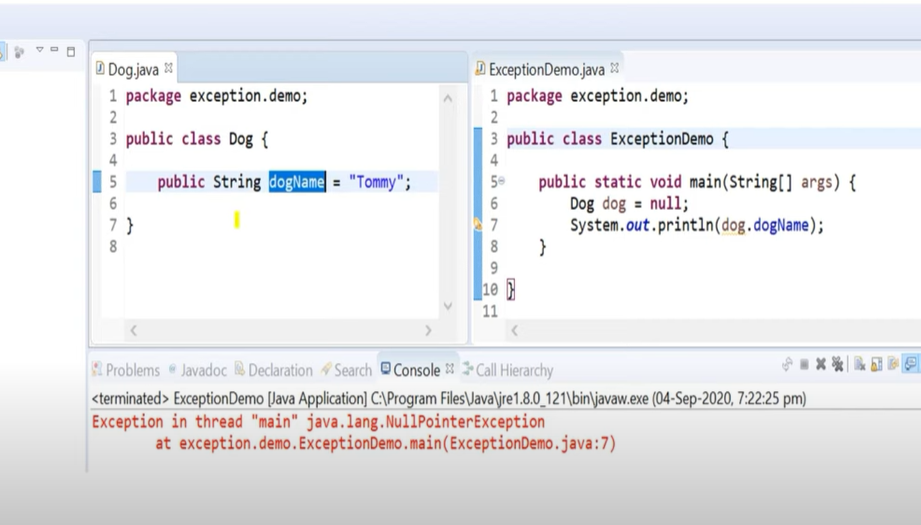 Dog.java
1 package exception.demo;
2
3 public class Dog {
4
5 public String dogName = "Tommy";
6
7 }
8
ExceptionDemo.java
1 package exception.demo;
2
3 public class ExceptionDemo {
4
5 public static void main(String[] args) {
6 Dog dog = null;
7 System.out.println(dog.dogName);
8 }
9
10 }
11
Problems Javadoc Declaration Search Console Call Hierarchy
<terminated> ExceptionDemo [Java Application] C:\Program Files\Java\jre1.8.0_121\bin\javaw.exe (04-Sep-2020, 7:22:25 pm)
Exception in thread "main" java.lang.NullPointerException
at exception.demo.ExceptionDemo.main(ExceptionDemo.java:7)